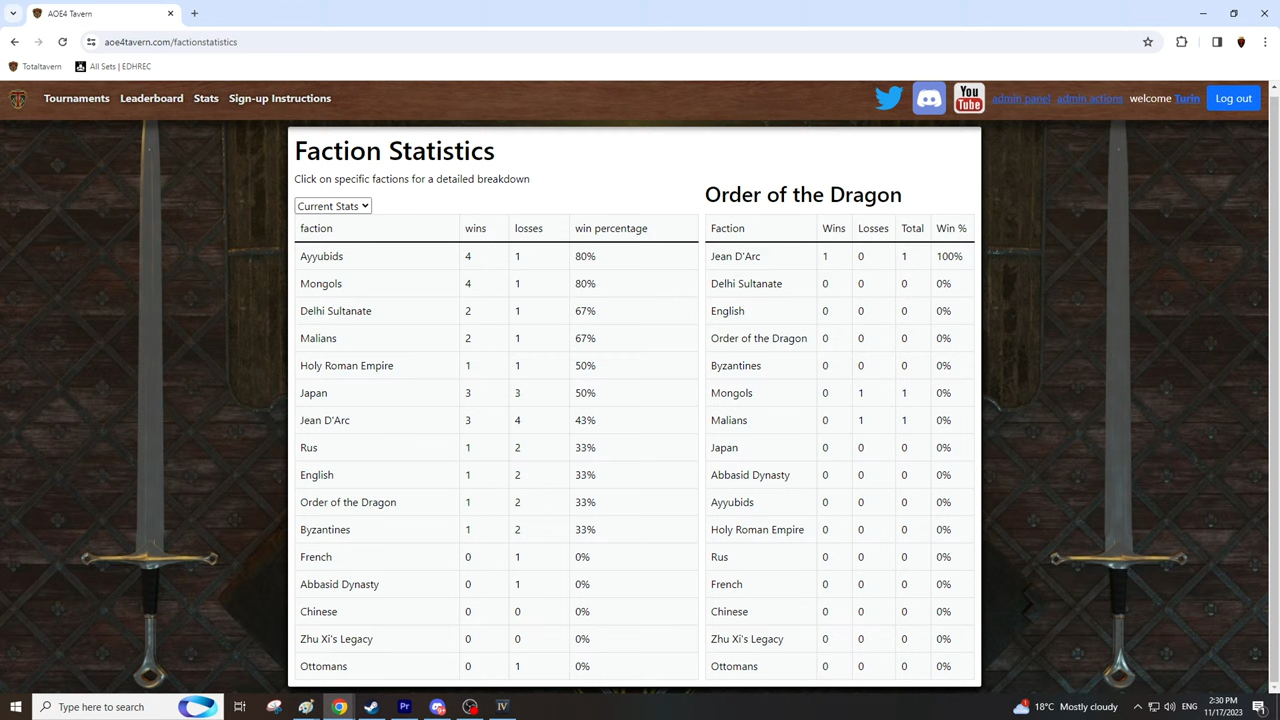 AOE4 Tavern
aoe4tavern.com/factionstatistics
Totaltavern All Sets | EDHREC
Tournaments Leaderboard Stats Sign-up Instructions You Tube admin panel admin actions welcome Turin Log out
Faction Statistics
Click on specific factions for a detailed breakdown
Current Stats
faction wins losses win percentage
Ayyubids 4 1 80%
Mongols 4 1 80%
Delhi Sultanate 2 1 67%
Malians 2 1 67%
Holy Roman Empire 1 1 50%
Japan 3 3 50%
Jean D'Arc 3 4 43%
Rus 1 2 33%
English 1 2 33%
Order of the Dragon 1 2 33%
Byzantines 1 2 33%
French 0 1 0%
Abbasid Dynasty 0 1 0%
Chinese 0 0 0%
Zhu Xi's Legacy 0 0 0%
Ottomans 0 1 0%
Order of the Dragon
Faction Wins Losses Total Win %
Jean D'Arc 1 0 1 100%
Delhi Sultanate 0 0 0 0%
English 0 0 0 0%
Order of the Dragon 0 0 0 0%
Byzantines 0 0 0 0%
Mongols 0 1 1 0%
Malians 0 1 1 0%
Japan 0 0 0 0%
Abbasid Dynasty 0 0 0 0%
Ayyubids 0 0 0 0%
Holy Roman Empire 0 0 0 0%
Rus 0 0 0 0%
French 0 0 0 0%
Chinese 0 0 0 0%
Zhu Xi's Legacy 0 0 0 0%
Ottomans 0 0 0 0%
Type here to search Pr IV 18°C Mostly cloudy ENG 2:30 PM
11/17/2023 1